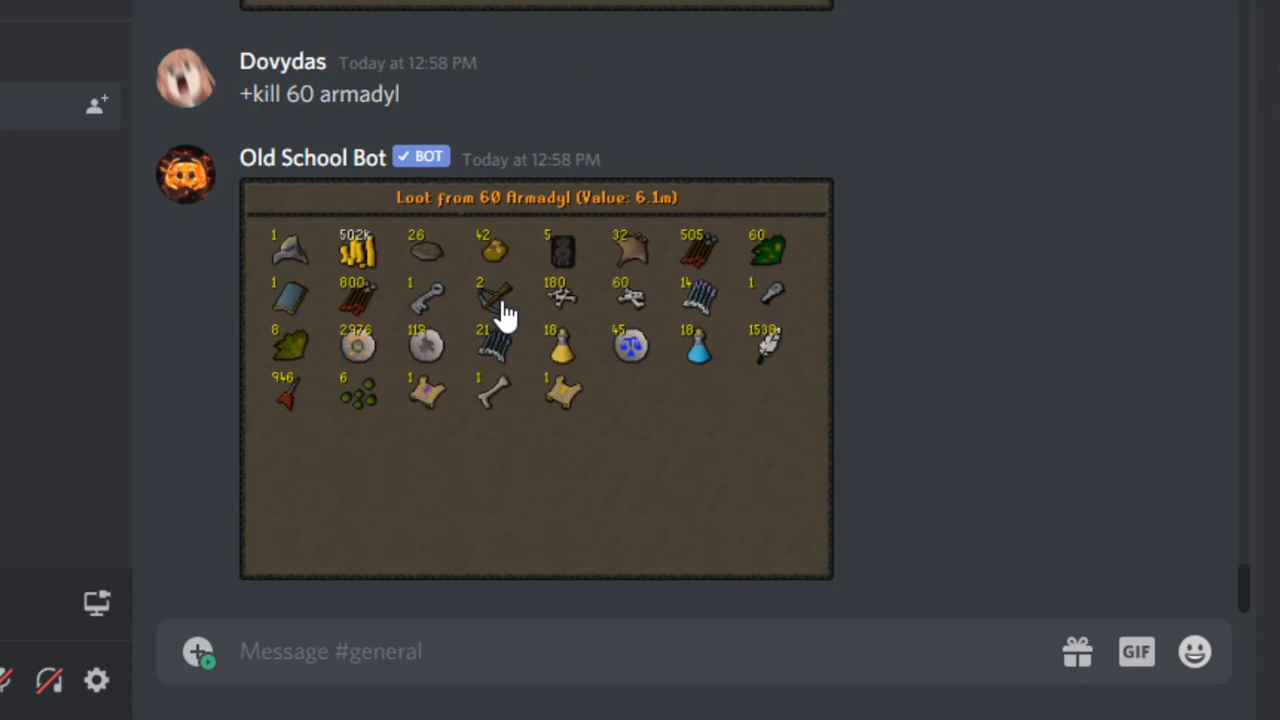 Dovydas Today at 12:58 PM
+kill 60 armadyl
Old School Bot BOT Today at 12:58 PM
Loot from 60 Armadyl (Value: 6.1m)
1 502K 26 42 5 32 505 60
1 800 1 2 180 60 14 1
8 2976 119 21 18 45 18 1538
946 6 1 1 1
Message #general
GIF